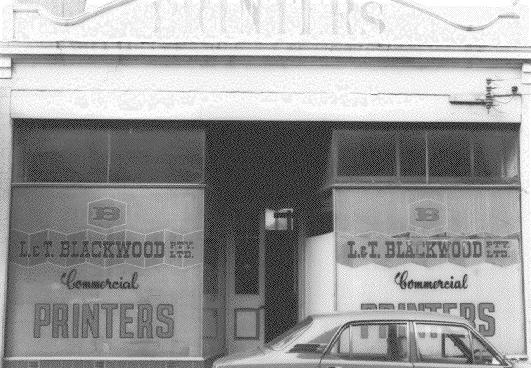 PRINTERS
B
L. & T. BLACKWOOD PTY. LTD.
Commercial
PRINTERS
B
L. & T. BLACKWOOD PTY. LTD.
Commercial
PRINTERS